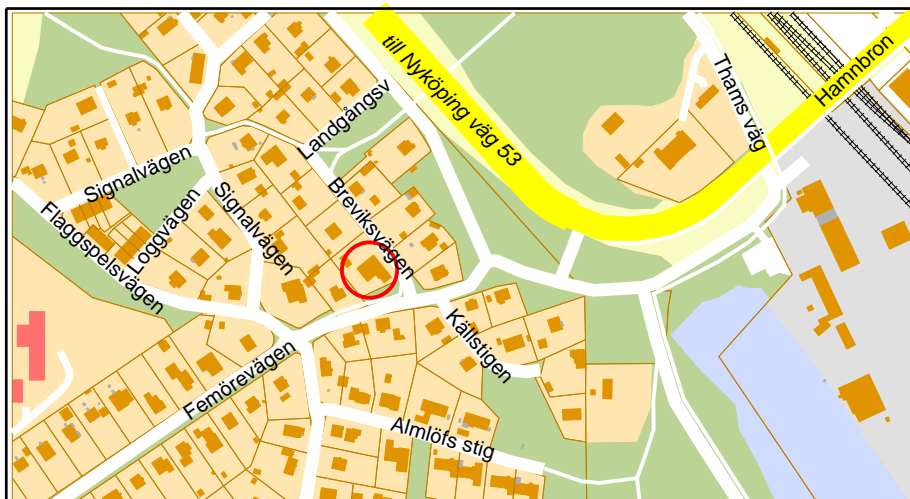 till Nyköping väg 53
Hamnbron
Thams väg
Landgångsv
Signalvägen
Breviksvägen
Signalvägen
Loggvägen
Flaggspelsvägen
Källstigen
Femörevägen
Almlöfs stig